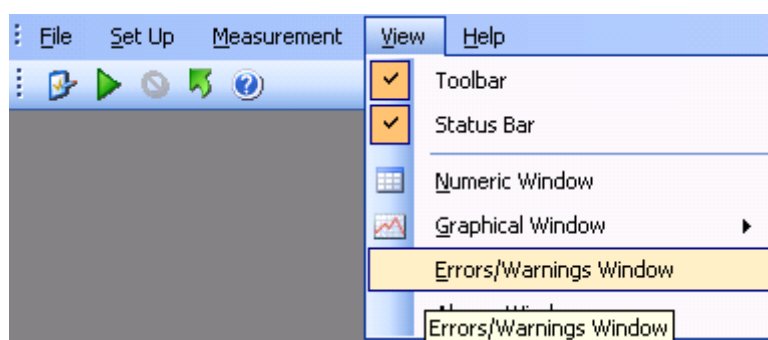 File Set Up Measurement View Help
Toolbar
Status Bar
Numeric Window
Graphical Window
Errors/Warnings Window
Errors/Warnings Window